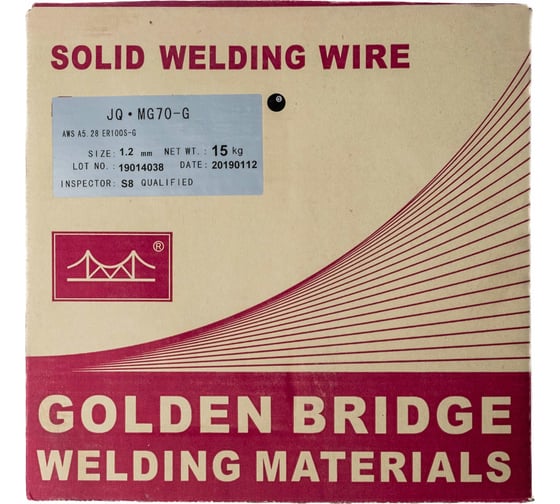 SOLID WELDING WIRE
JQ·MG70-G
AWS A5.28 ER100S-G
SIZE: 1.2 mm NET WT.: 15 kg
LOT NO.: 19014038 DATE: 20190112
INSPECTOR: S8 QUALIFIED
®
GOLDEN BRIDGE
WELDING MATERIALS